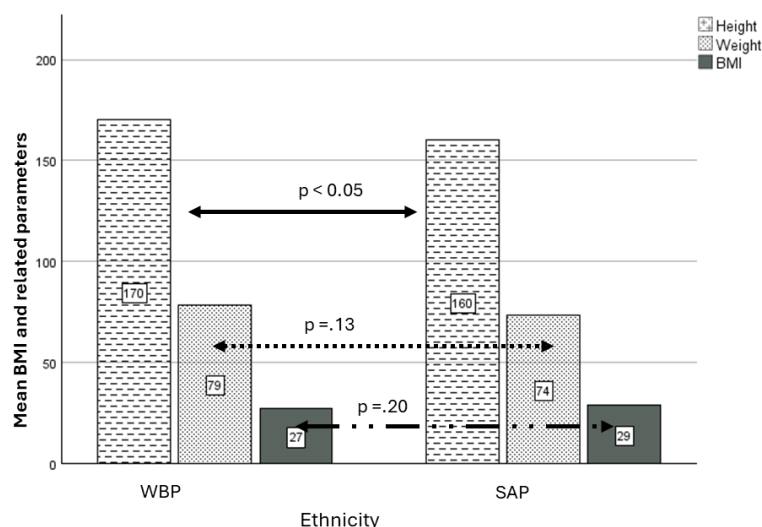 Height
Weight
BMI
Mean BMI and related parameters
200
150
100
50
0
p < 0.05
p =.13
p =.20
170
79
27
160
74
29
WBP
SAP
Ethnicity